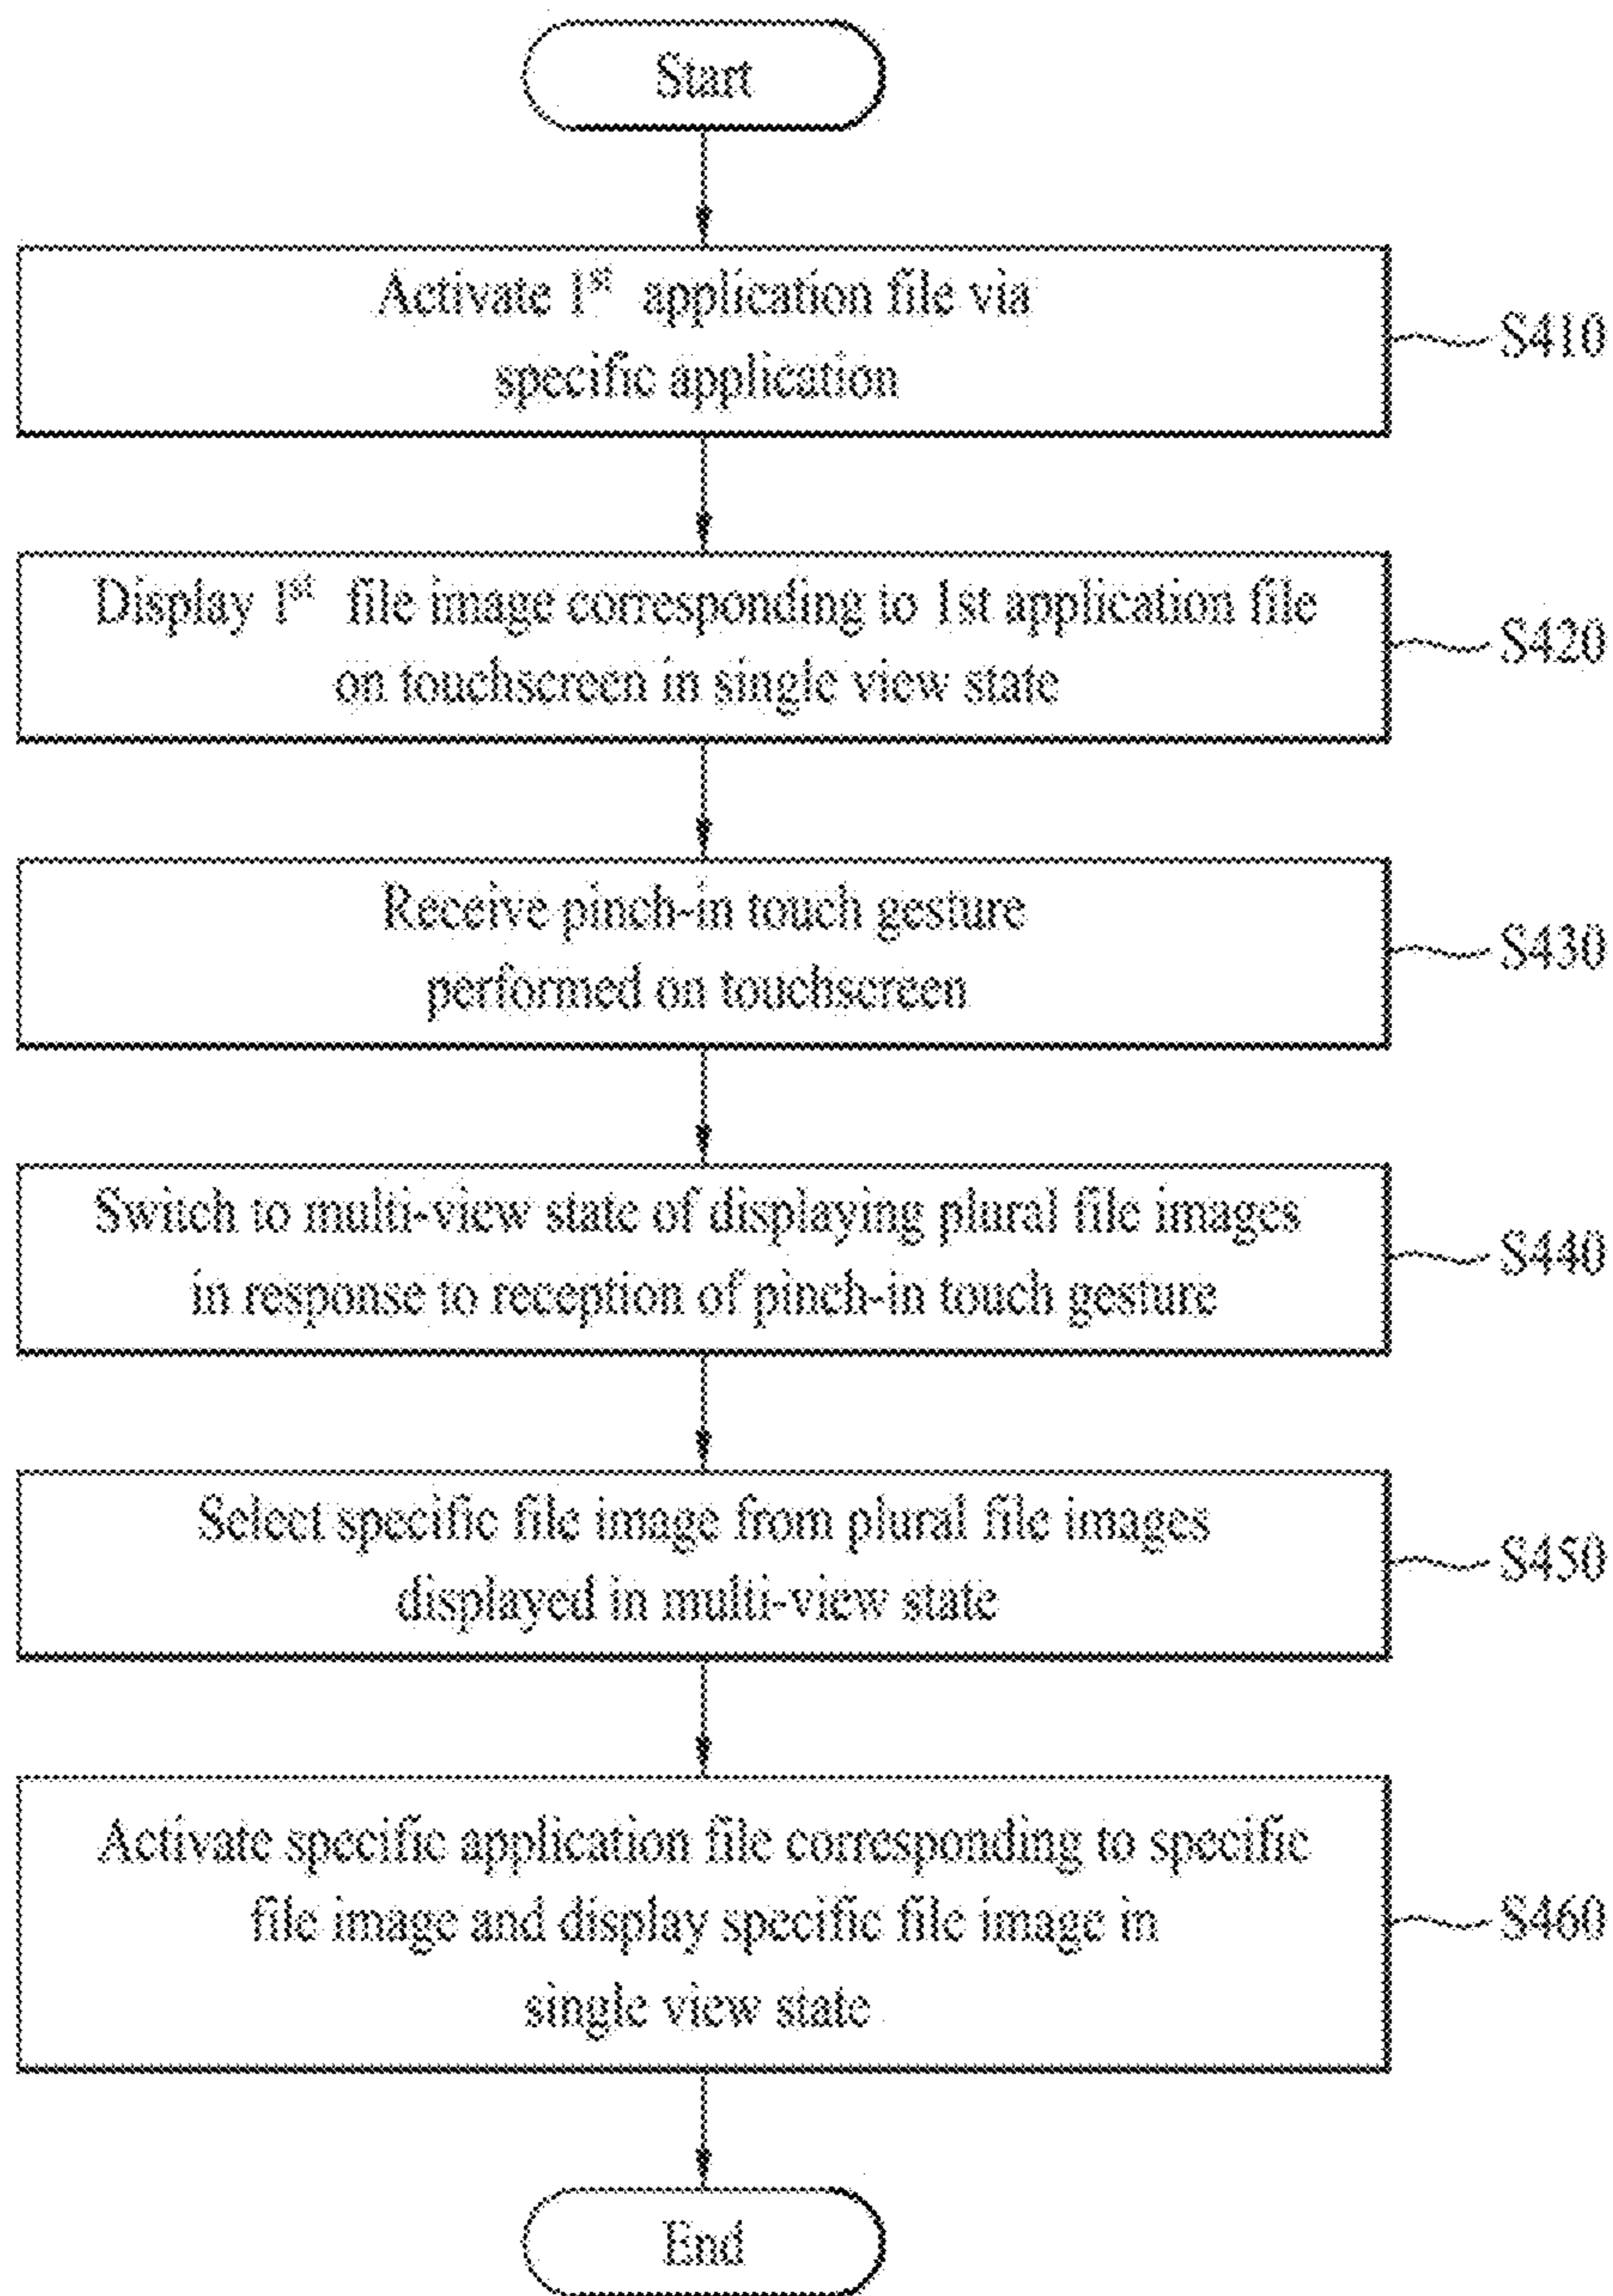 Start
Activate 1st application file via
specific application
S410
Display 1st file image corresponding to 1st application file
on touchscreen in single view state
S420
Receive pinch-in touch gesture
performed on touchscreen
S430
Switch to multi-view state of displaying plural file images
in response to reception of pinch-in touch gesture
S440
Select specific file image from plural file images
displayed in multi-view state
S450
Activate specific application file corresponding to specific
file image and display specific file image in
single view state
S460
End